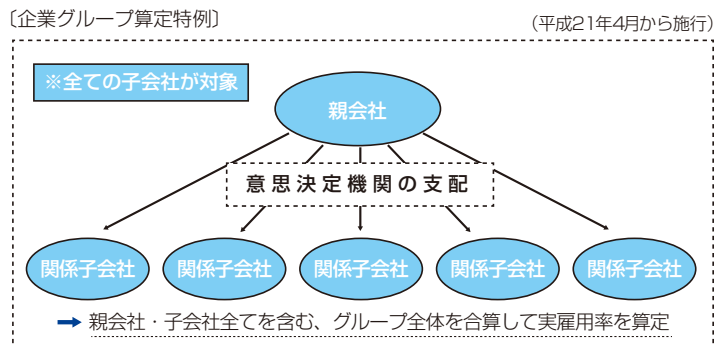 〔企業グループ算定特例〕
（平成21年4月から施行）
※全ての子会社が対象
親会社
意思決定機関の支配
関係子会社
関係子会社
関係子会社
関係子会社
関係子会社
➡ 親会社・子会社全てを含む、グループ全体を合算して実雇用率を算定